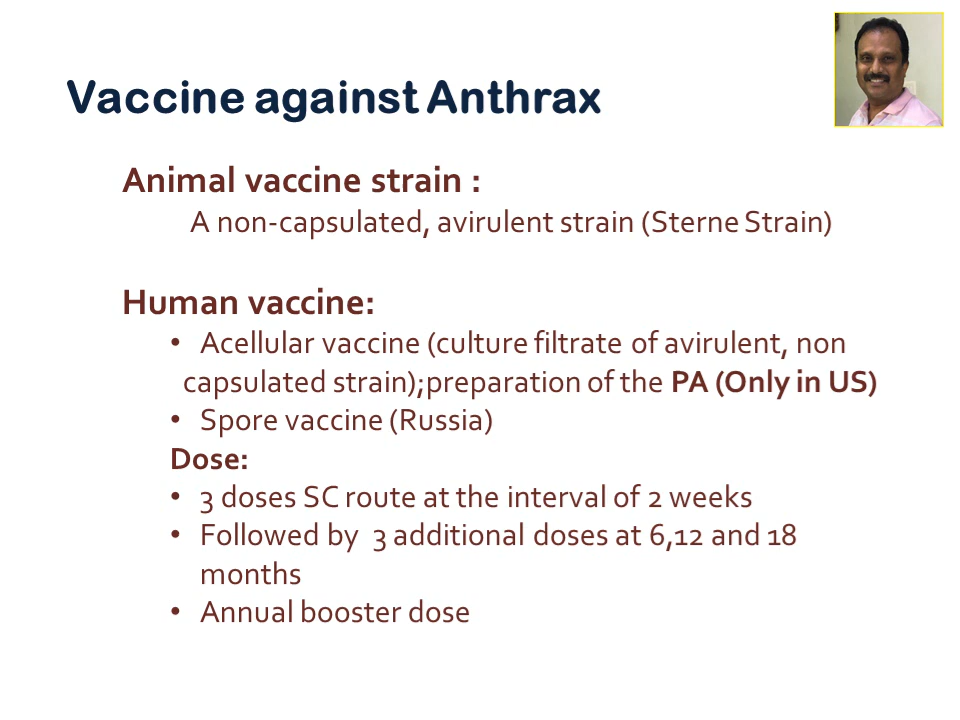 Vaccine against Anthrax
Animal vaccine strain :
A non-capsulated, avirulent strain (Sterne Strain)
Human vaccine:
• Acellular vaccine (culture filtrate of avirulent, non
capsulated strain);preparation of the PA (Only in US)
• Spore vaccine (Russia)
Dose:
• 3 doses SC route at the interval of 2 weeks
• Followed by 3 additional doses at 6,12 and 18
months
• Annual booster dose